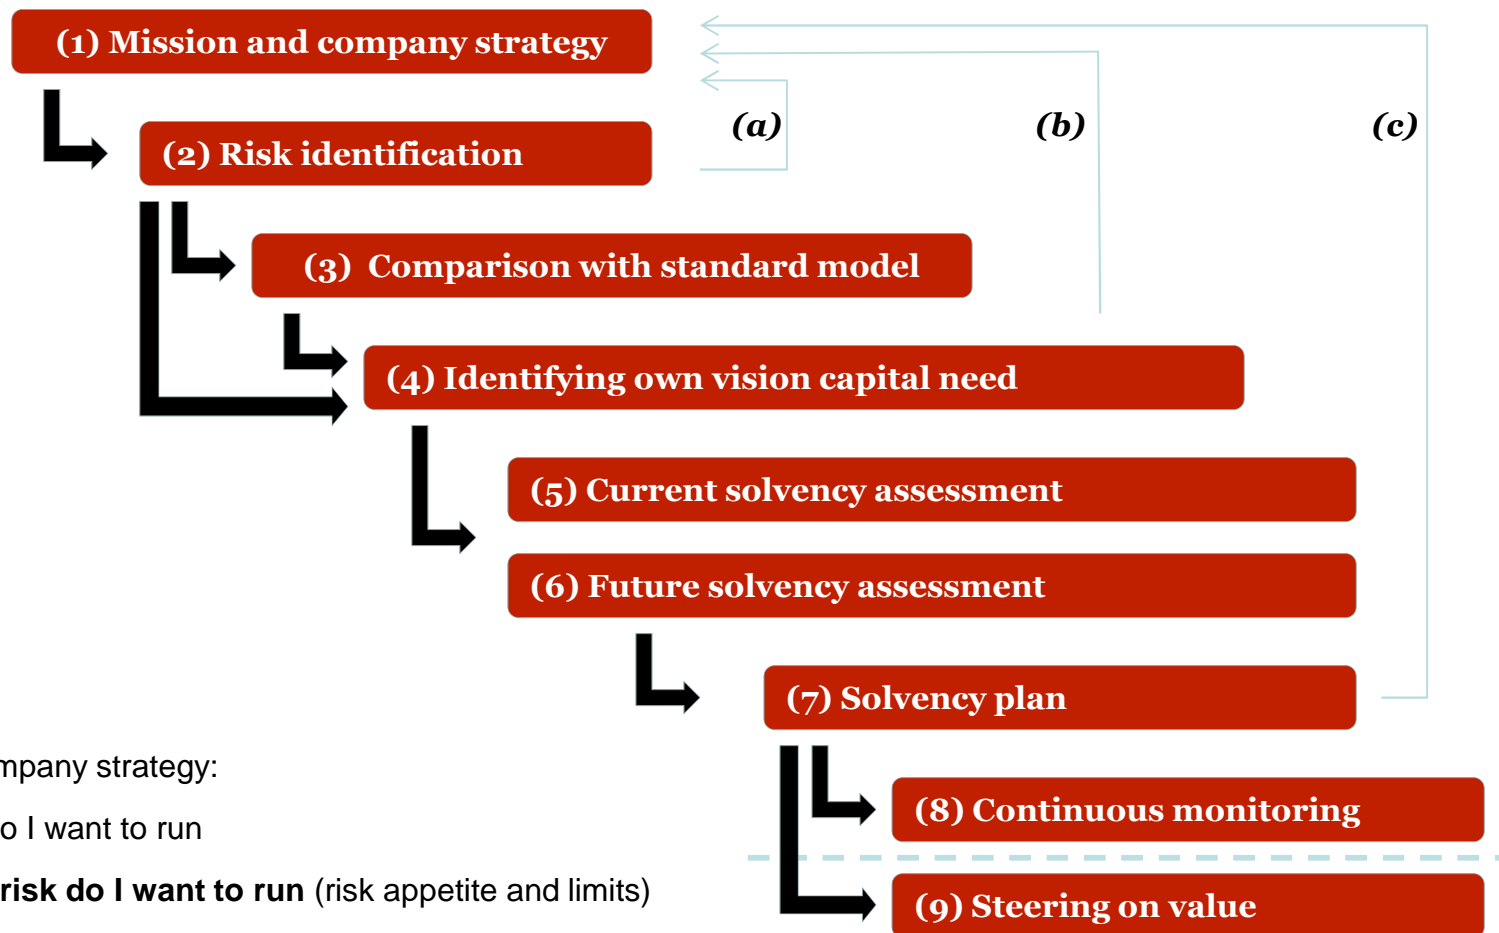 (1) Mission and company strategy
(a)
(b)
(c)
(2) Risk identification
(3) Comparison with standard model
(4) Identifying own vision capital need
(5) Current solvency assessment
(6) Future solvency assessment
(7) Solvency plan
strategy:
I want to run
risk do I want to run (risk appetite and limits)
(8) Continuous monitoring
(9) Steering on value